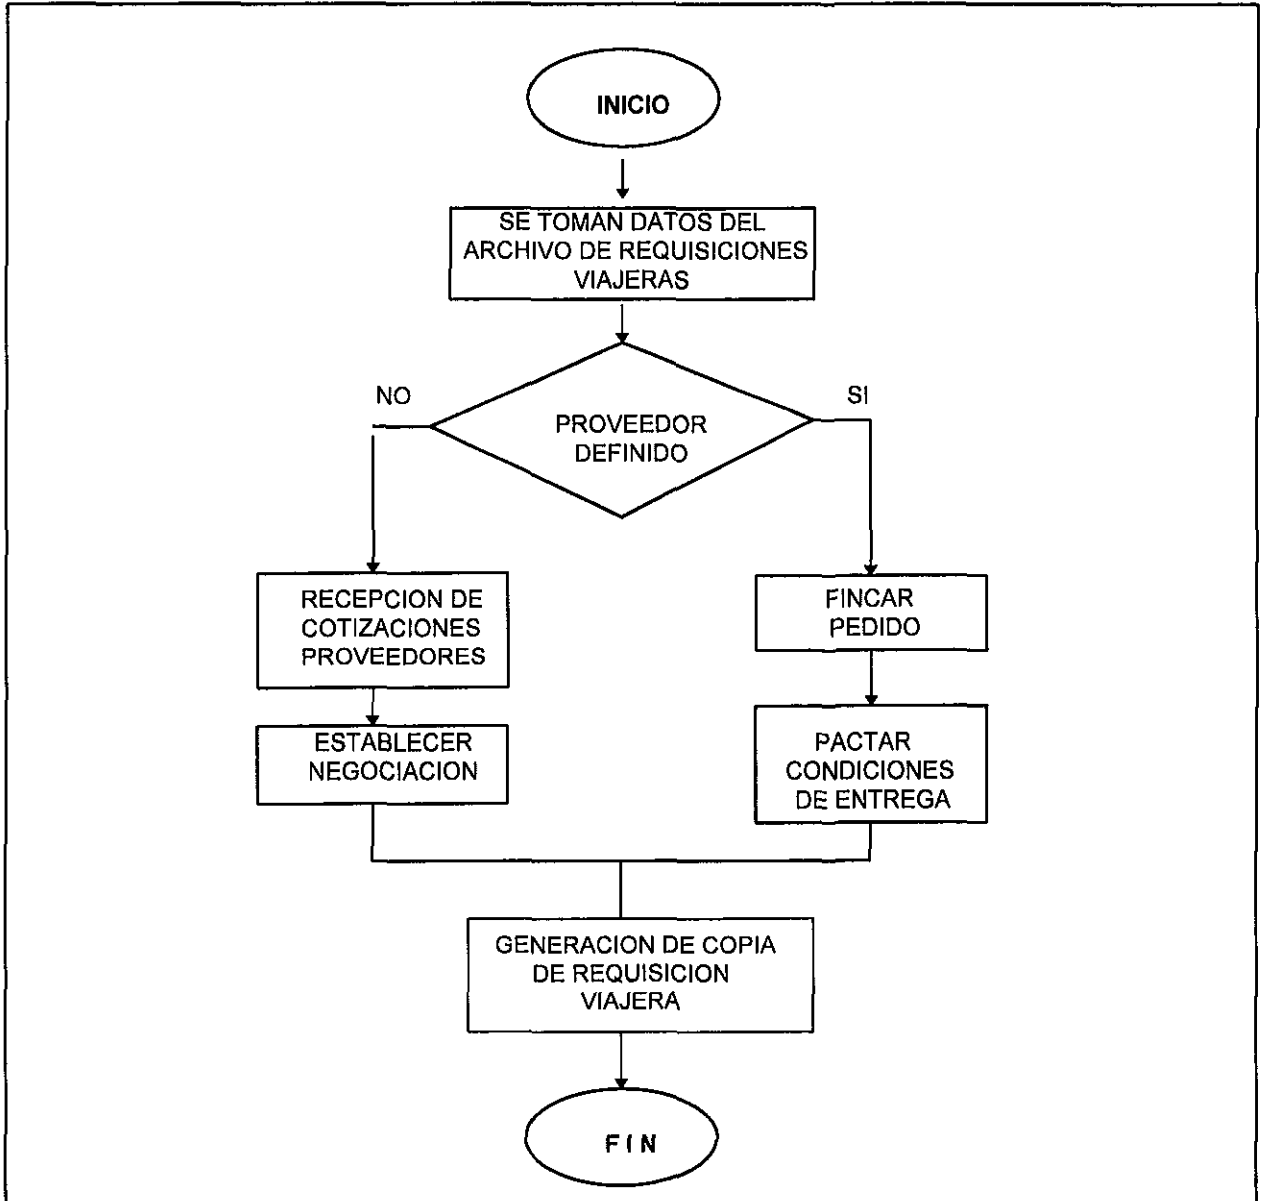 INICIO
SE TOMAN DATOS DEL
ARCHIVO DE REQUISICIONES
VIAJERAS
NO
SI
PROVEEDOR
DEFINIDO
RECEPCION DE
COTIZACIONES
PROVEEDORES
FINCAR
PEDIDO
ESTABLECER
NEGOCIACION
PACTAR
CONDICIONES
DE ENTREGA
GENERACION DE COPIA
DE REQUISICION
VIAJERA
F I N